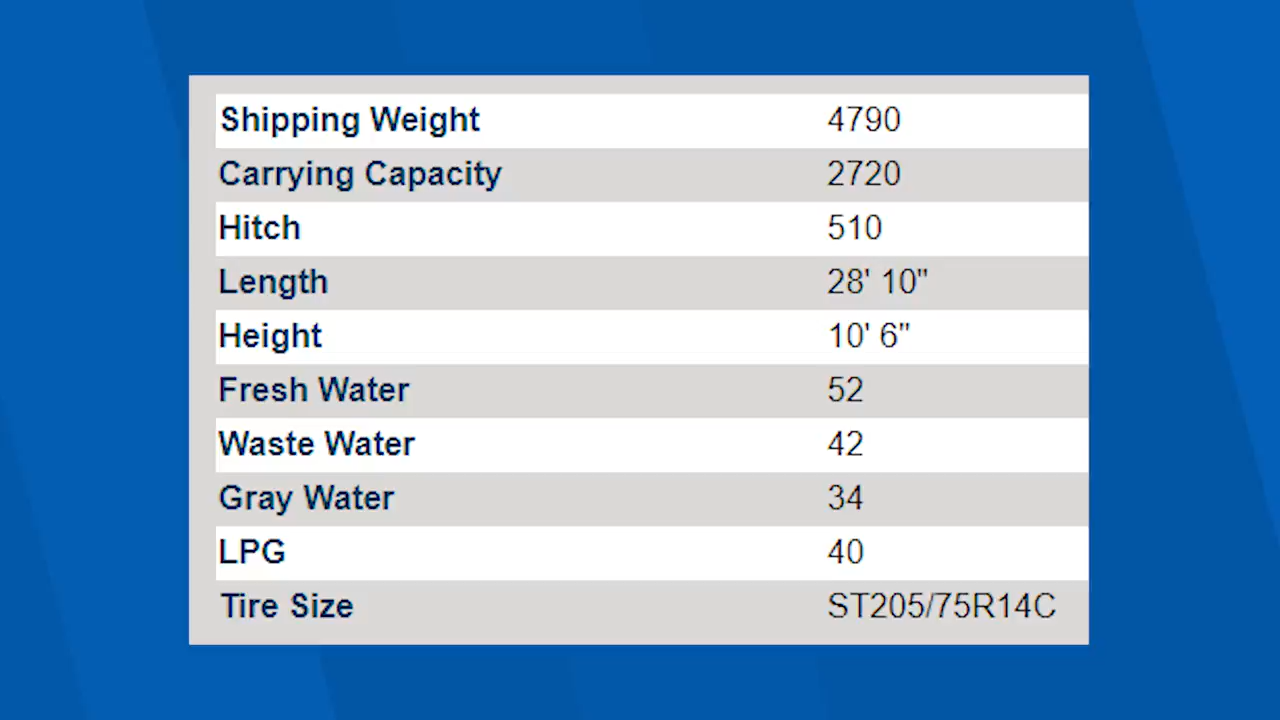 Shipping Weight 4790
Carrying Capacity 2720
Hitch 510
Length 28' 10"
Height 10' 6"
Fresh Water 52
Waste Water 42
Gray Water 34
LPG 40
Tire Size ST205/75R14C